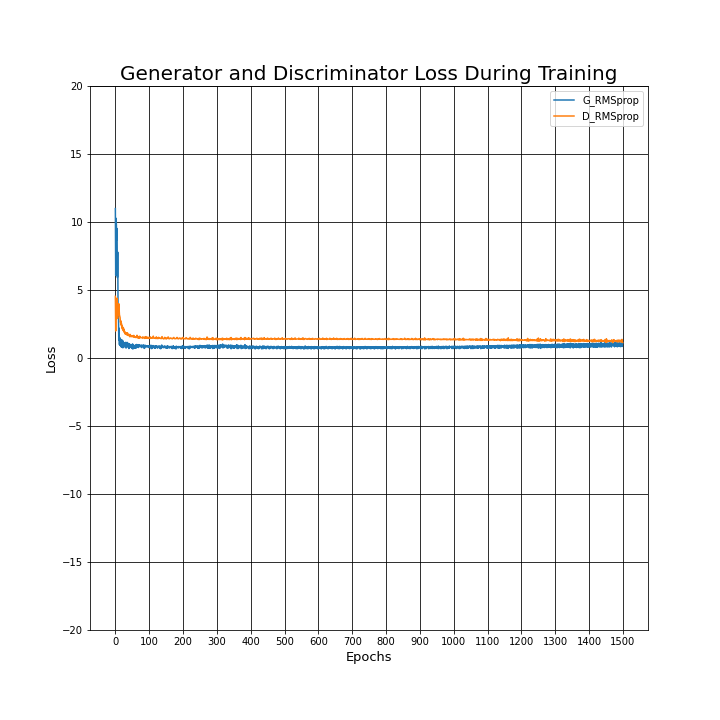 Generator and Discriminator Loss During Training
G_RMSprop
D_RMSprop
20
15
10
5
0
−5
−10
−15
−20
Loss
0 100 200 300 400 500 600 700 800 900 1000 1100 1200 1300 1400 1500
Epochs